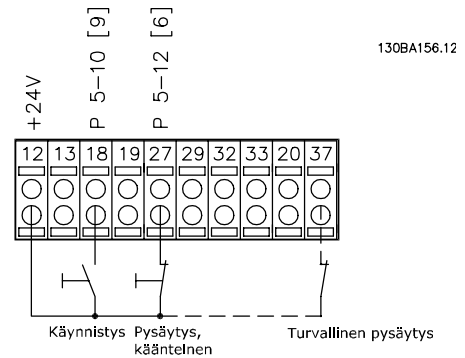 130BA156.12
+24V
P 5-10 [9]
P 5-12 [6]
12 13 18 19 27 29 32 33 20 37
Käynnistys
Pysäytys,
kääntelnen
Turvallinen pysäytys